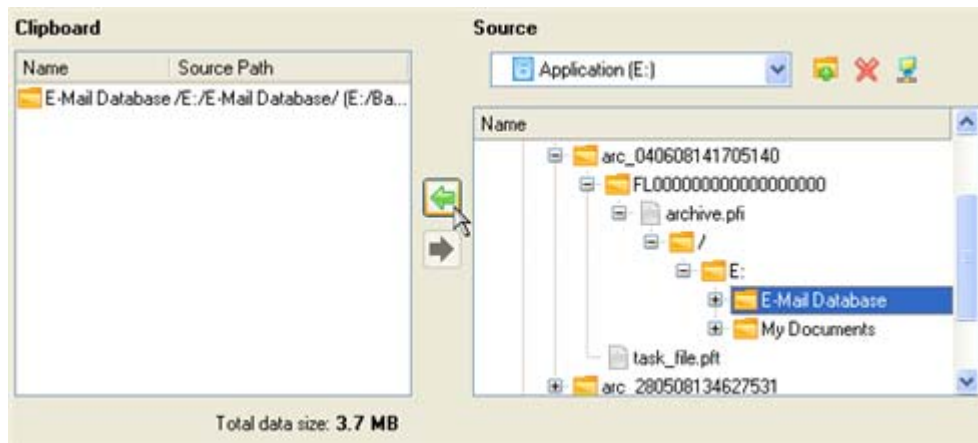 Clipboard
Source
Application (E:)
Name Source Path
E-Mail Database /E:/E-Mail Database/ (E:/Ba...
Name
arc_040608141705140
FL000000000000000000
archive.pfi
/
E:
E-Mail Database
My Documents
task_file.pft
arc_280508134627531
Total data size: 3.7 MB